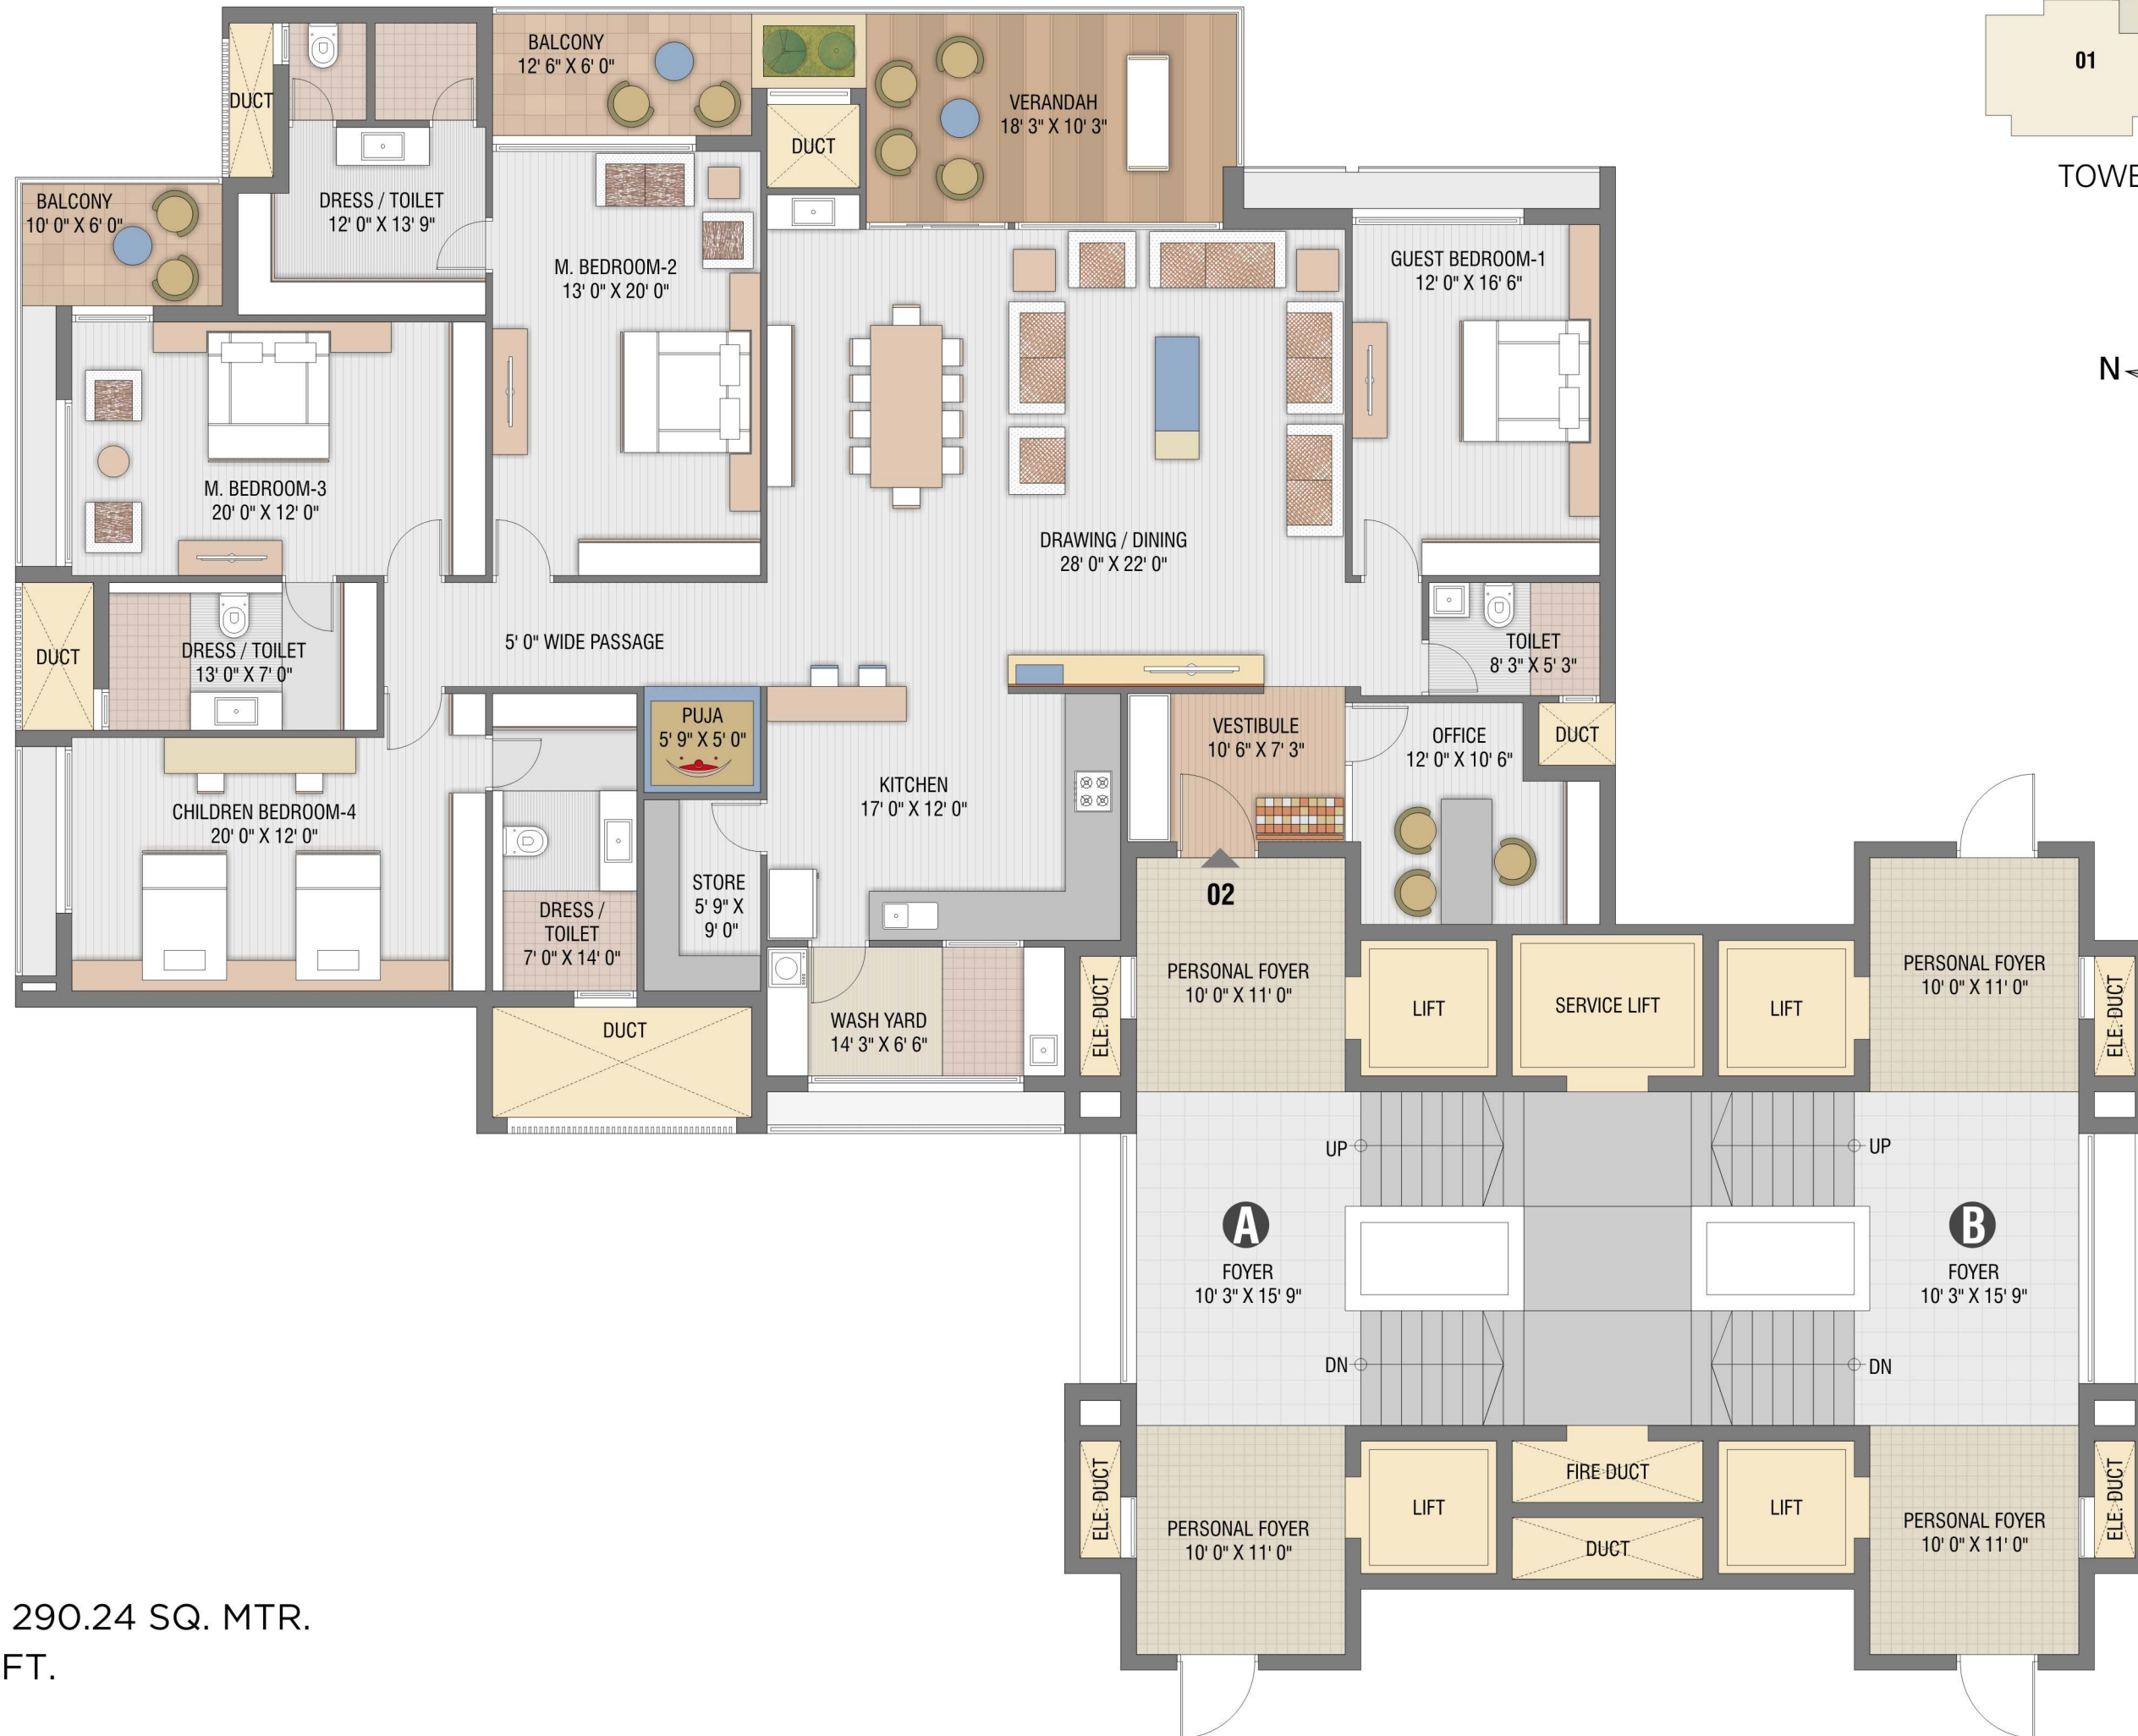 BALCONY
12' 6" X 6' 0"
DUCT
VERANDAH
18' 3" X 10' 3"
01
DUCT
TOWE
BALCONY
10' 0" X 6' 0"
DRESS / TOILET
12' 0" X 13' 9"
M. BEDROOM-2
13' 0" X 20' 0"
GUEST BEDROOM-1
12' 0" X 16' 6"
N
M. BEDROOM-3
20' 0" X 12' 0"
DRAWING / DINING
28' 0" X 22' 0"
DUCT
DRESS / TOILET
13' 0" X 7' 0"
5' 0" WIDE PASSAGE
TOILET
8' 3" X 5' 3"
PUJA
5' 9" X 5' 0"
VESTIBULE
10' 6" X 7' 3"
OFFICE
12' 0" X 10' 6"
DUCT
KITCHEN
17' 0" X 12' 0"
CHILDREN BEDROOM-4
20' 0" X 12' 0"
STORE
5' 9" X
9' 0"
02
DRESS /
TOILET
7' 0" X 14' 0"
PERSONAL FOYER
10' 0" X 11' 0"
LIFT
SERVICE LIFT
LIFT
PERSONAL FOYER
10' 0" X 11' 0"
DUCT
WASH YARD
14' 3" X 6' 6"
ELE. DUCT
ELE. DUCT
UP
UP
A
FOYER
10' 3" X 15' 9"
B
FOYER
10' 3" X 15' 9"
DN
DN
ELE. DUCT
PERSONAL FOYER
10' 0" X 11' 0"
LIFT
FIRE DUCT
DUCT
LIFT
PERSONAL FOYER
10' 0" X 11' 0"
ELE. DUCT
290.24 SQ. MTR.
FT.